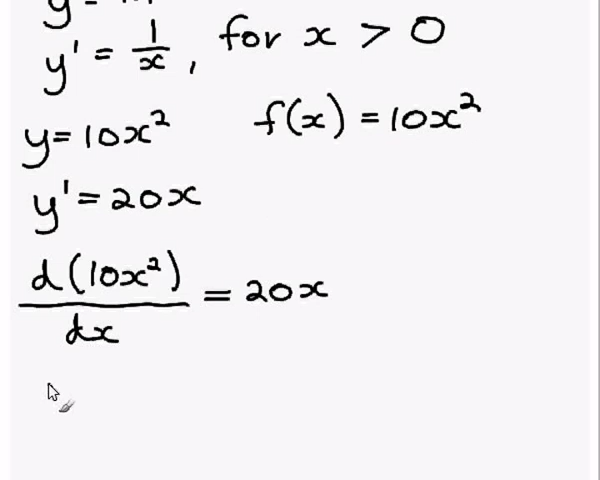 y' = 1/x, for x > 0
y = 10x² f(x) = 10x²
y' = 20x
d(10x²)/dx = 20x